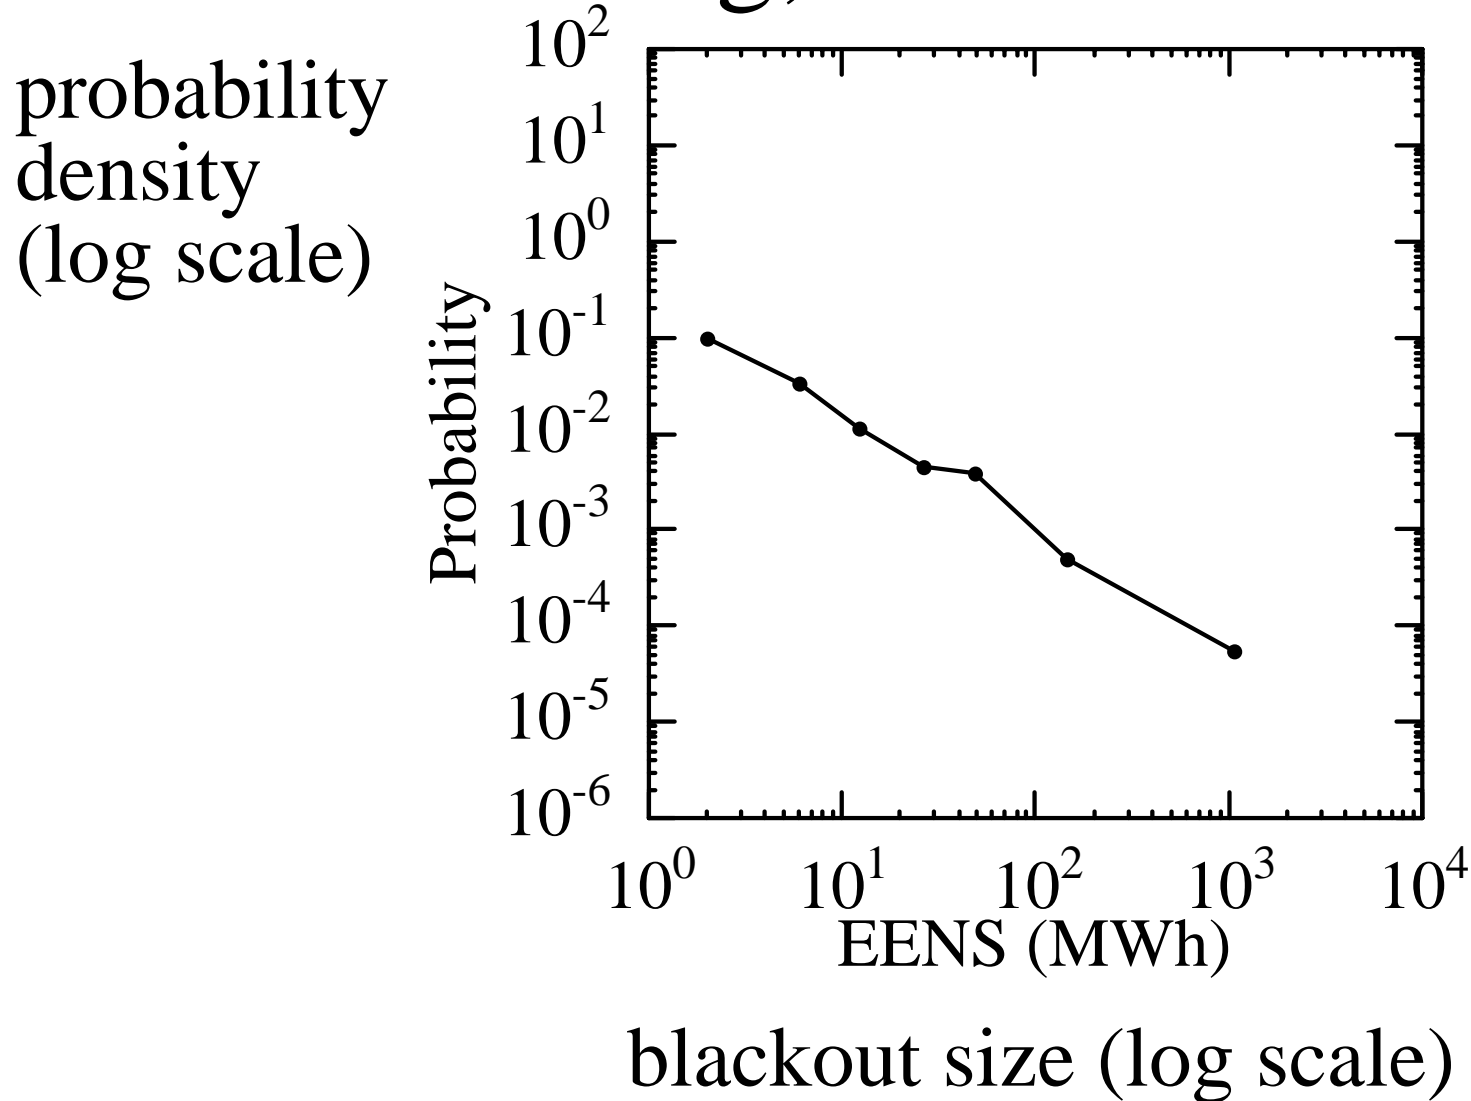 probability
density
(log scale)
Probability
10^2
10^1
10^0
10^-1
10^-2
10^-3
10^-4
10^-5
10^-6
10^0 10^1 10^2 10^3 10^4
EENS (MWh)
blackout size (log scale)